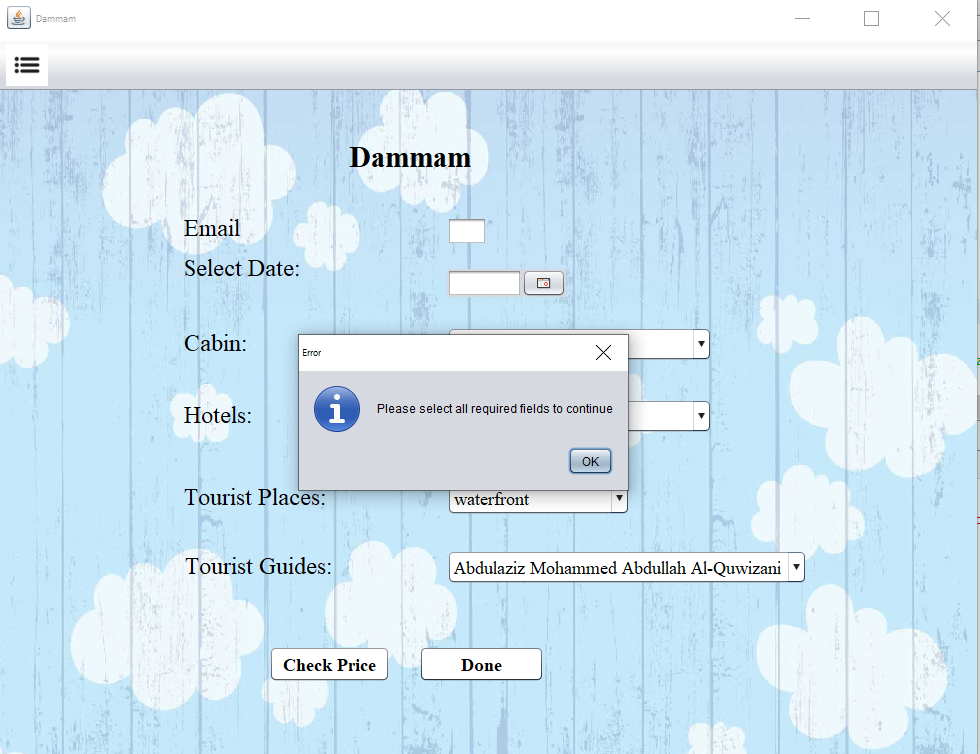 Dammam
Dammam
Email
Select Date:
Cabin:
Error
Please select all required fields to continue
Hotels:
OK
Tourist Places:
waterfront
Tourist Guides:
Abdulaziz Mohammed Abdullah Al-Quwizani
Check Price
Done